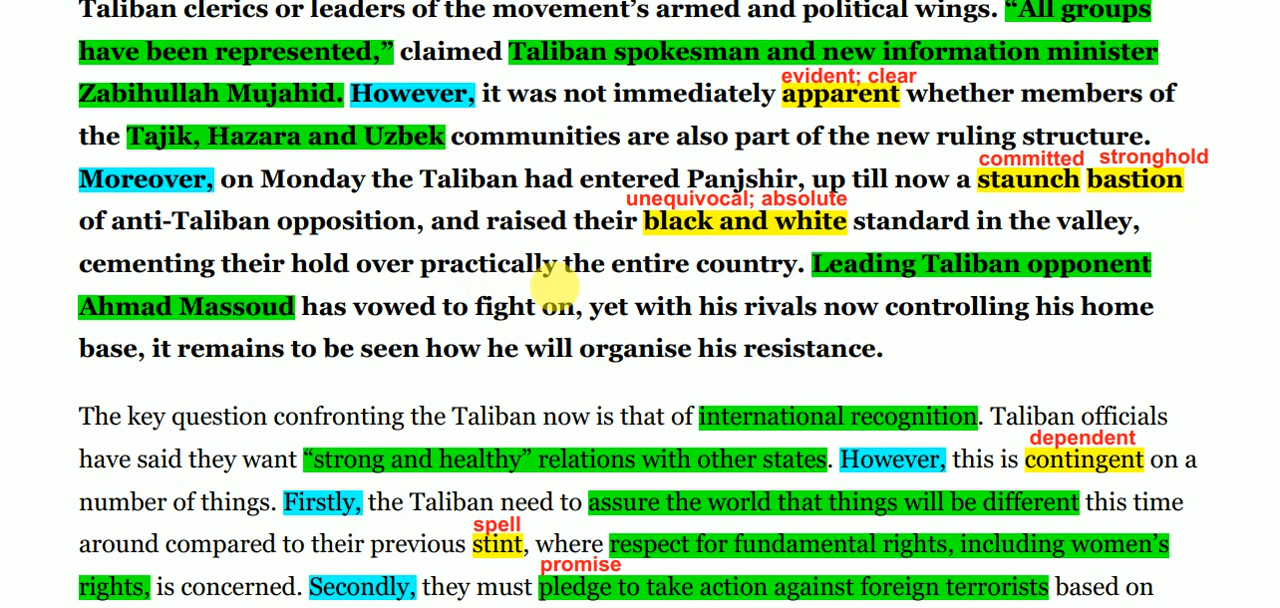 Taliban clerics or leaders of the movement’s armed and political wings. “All groups
have been represented,” claimed Taliban spokesman and new information minister
evident; clear
Zabihullah Mujahid. However, it was not immediately apparent whether members of
the Tajik, Hazara and Uzbek communities are also part of the new ruling structure.
committed stronghold
Moreover, on Monday the Taliban had entered Panjshir, up till now a staunch bastion
unequivocal; absolute
of anti-Taliban opposition, and raised their black and white standard in the valley,
cementing their hold over practically the entire country. Leading Taliban opponent
Ahmad Massoud has vowed to fight on, yet with his rivals now controlling his home
base, it remains to be seen how he will organise his resistance.
The key question confronting the Taliban now is that of international recognition. Taliban officials
dependent
have said they want “strong and healthy” relations with other states. However, this is contingent on a
number of things. Firstly, the Taliban need to assure the world that things will be different this time
spell
around compared to their previous stint, where respect for fundamental rights, including women’s
promise
rights, is concerned. Secondly, they must pledge to take action against foreign terrorists based on